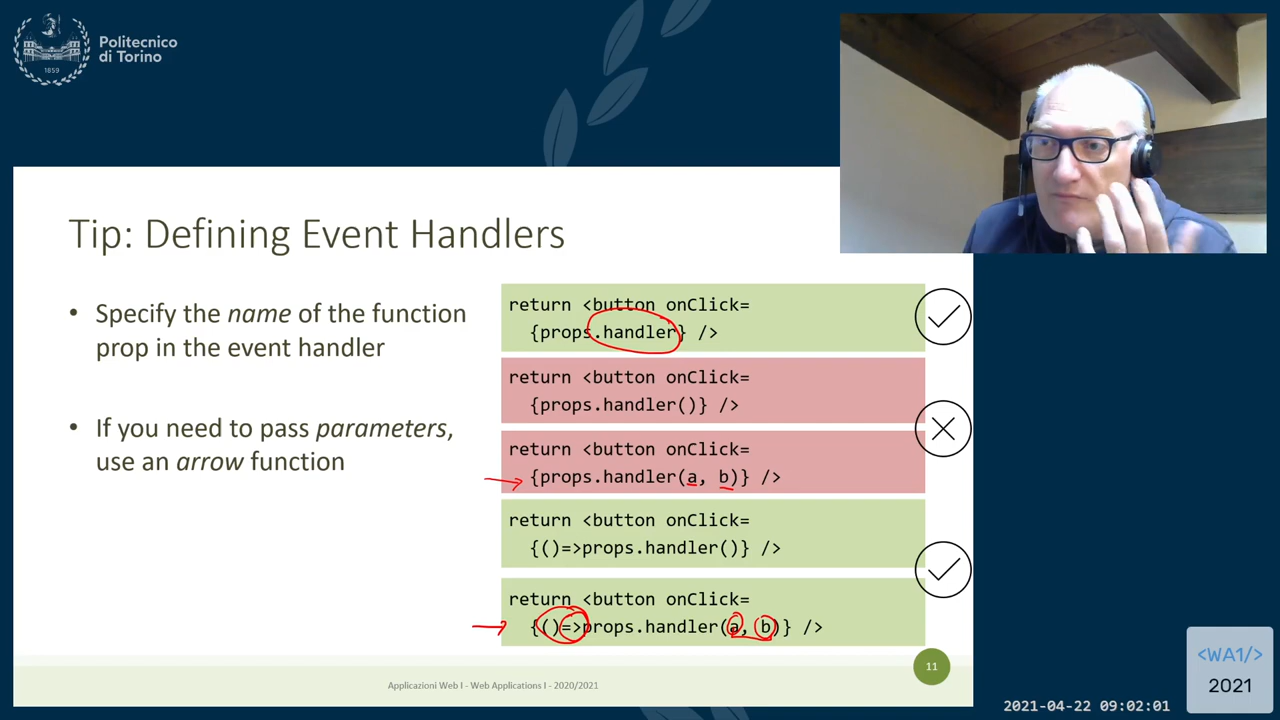 Politecnico
di Torino
1859
Tip: Defining Event Handlers
• Specify the name of the function
prop in the event handler
• If you need to pass parameters,
use an arrow function
return <button onClick=
{props.handler} />
return <button onClick=
{props.handler()} />
return <button onClick=
{props.handler(a, b)} />
return <button onClick=
{()=>props.handler()} />
return <button onClick=
{()=>props.handler(a, b)} />
11
Applicazioni Web I - Web Applications I - 2020/2021
<WA1/>
2021
2021-04-22 09:02:01